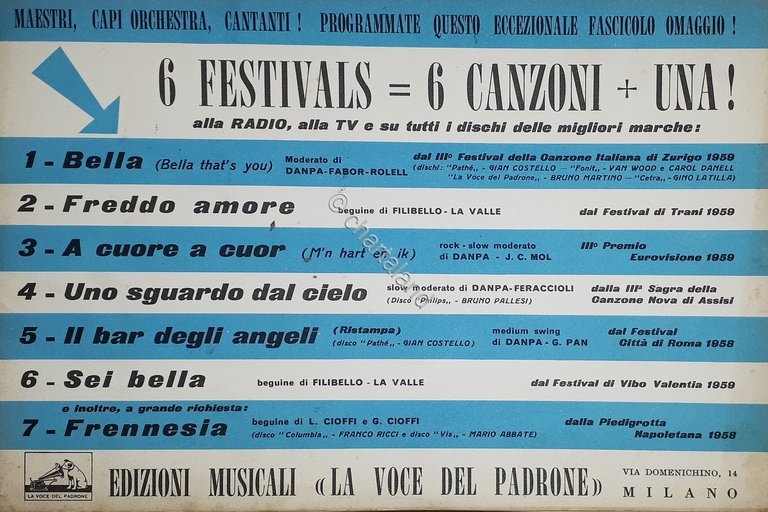 MAESTRI, CAPI ORCHESTRA, CANTANTI ! PROGRAMMATE QUESTO ECCEZIONALE FASCICOLO OMAGGIO !
6 FESTIVALS = 6 CANZONI + UNA !
alla RADIO, alla TV e su tutti i dischi delle migliori marche:
1 - Bella (Bella that's you) Moderato di DANPA-FABOR-ROLELL
dal IIIº Festival della Canzone Italiana di Zurigo 1959
(dischi: "Pathé„ - GIAN COSTELLO — "Fonit„ - VAN WOOD e CAROL DANELL
"La Voce del Padrone„ - BRUNO MARTINO — "Cetra„ - GINO LATILLA)
2 - Freddo amore beguine di FILIBELLO - LA VALLE dal Festival di Trani 1959
3 - A cuore a cuor (M'n hart en ik) rock - slow moderato di DANPA - J. C. MOL IIIº Premio Eurovisione 1959
4 - Uno sguardo dal cielo slow moderato di DANPA-FERACCIOLI (Disco "Philips„ - BRUNO PALLESI) dalla IIIª Sagra della Canzone Nova di Assisi
5 - Il bar degli angeli (Ristampa) (disco "Pathé„ - GIAN COSTELLO) medium swing di DANPA - G. PAN dal Festival Città di Roma 1958
6 - Sei bella beguine di FILIBELLO - LA VALLE dal Festival di Vibo Valentia 1959
e inoltre, a grande richiesta:
7 - Frennesia beguine di L. CIOFFI e G. CIOFFI (disco "Columbia„ - FRANCO RICCI e disco "Vis„ - MARIO ABBATE) dalla Piedigrotta Napoletana 1958
LA VOCE DEL PADRONE
EDIZIONI MUSICALI «LA VOCE DEL PADRONE»
VIA DOMENICHINO, 14
MILANO